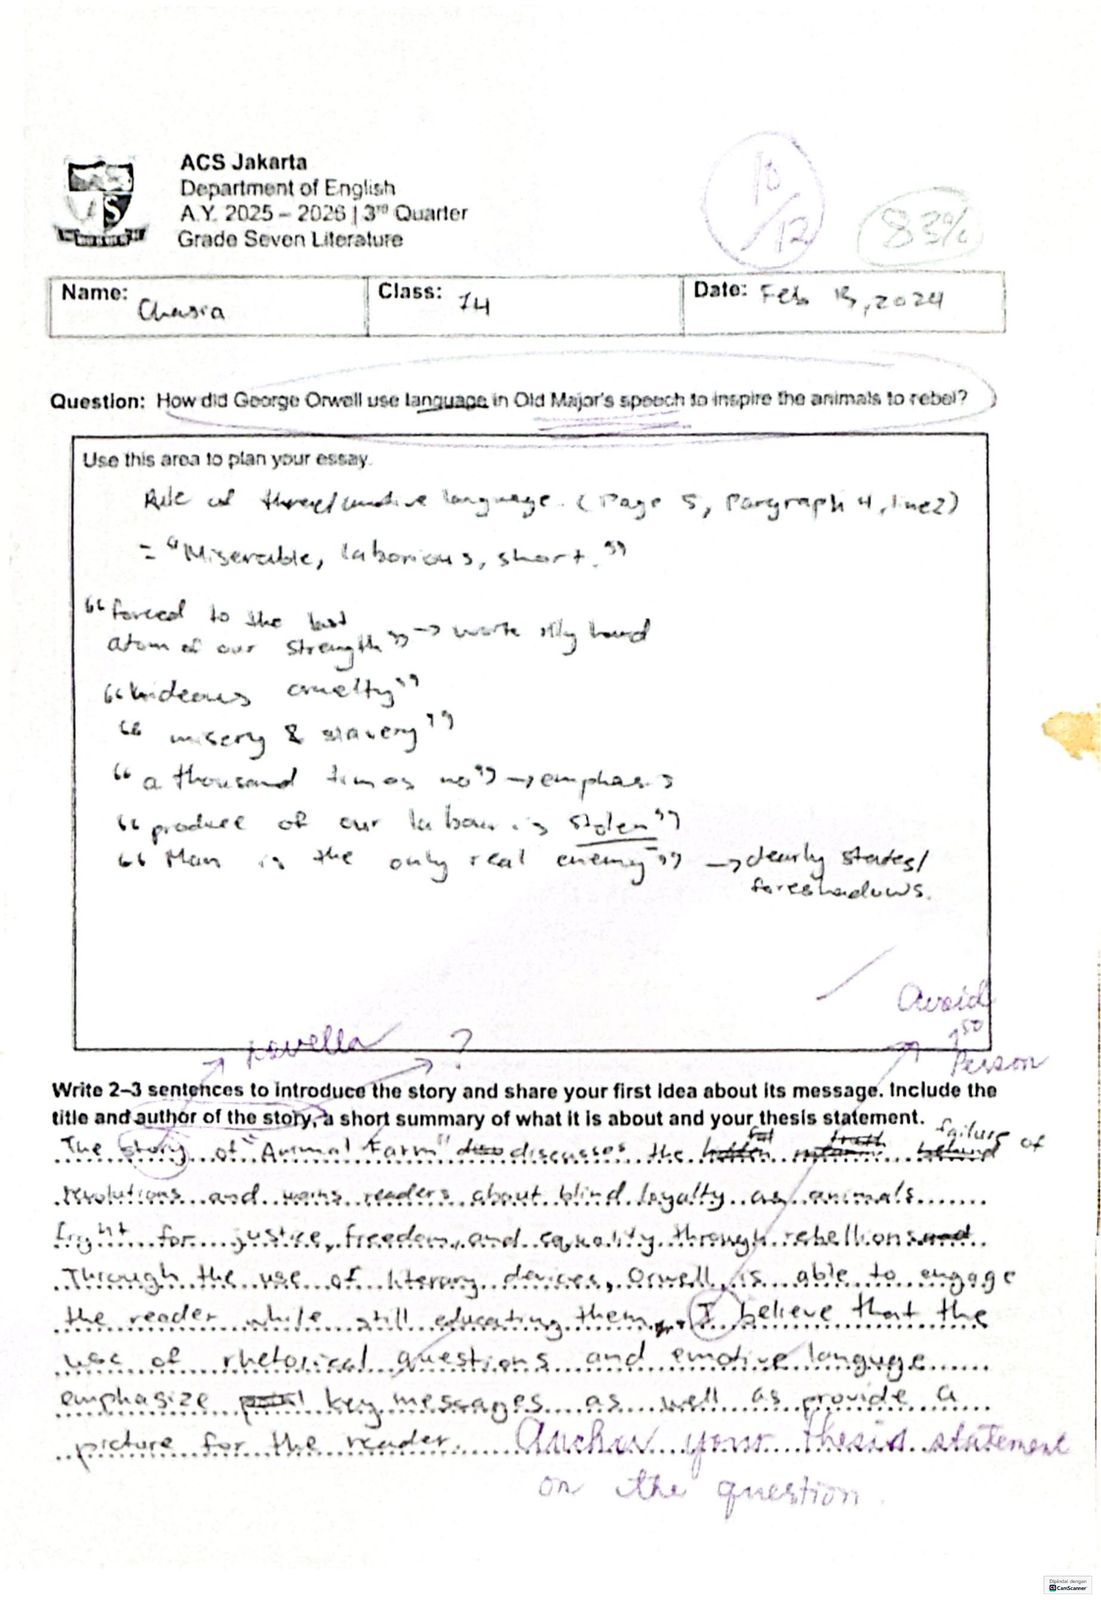 ACS Jakarta
Department of English
A.Y. 2025 – 2026 | 3rd Quarter
Grade Seven Literature
10/12
83%
Name: Chasia
Class: 74
Date: Feb 13, 2024
Question: How did George Orwell use language in Old Major's speech to inspire the animals to rebel?
Use this area to plan your essay.
Rule of three/emotive language. (Page 5, Paragraph 4, line2)
= "Miserable, laborious, short."
"forced to the last
atom of our strength" → work rlly hard
"hideous cruelty"
"misery & slavery"
"a thousand times no" → emphasis
"produce of our labour is stolen"
"Man is the only real enemy" → clearly states/
foreshadows.
Avoid
1st
Person
novella
?
Write 2–3 sentences to introduce the story and share your first idea about its message. Include the
title and author of the story, a short summary of what it is about and your thesis statement.
The story of "Animal Farm" discusses the failure of
revolutions and warns readers about blind loyalty as animals
fight for justice, freedom, and equality through rebellions
Through the use of literary devices, Orwell is able to engage
the reader while still educating them. I believe that the
use of rhetorical questions and emotive languge
emphasize key messages as well as provide a
picture for the reader.
Anchor your thesis statement
on the question.
Dipindai dengan
CamScanner